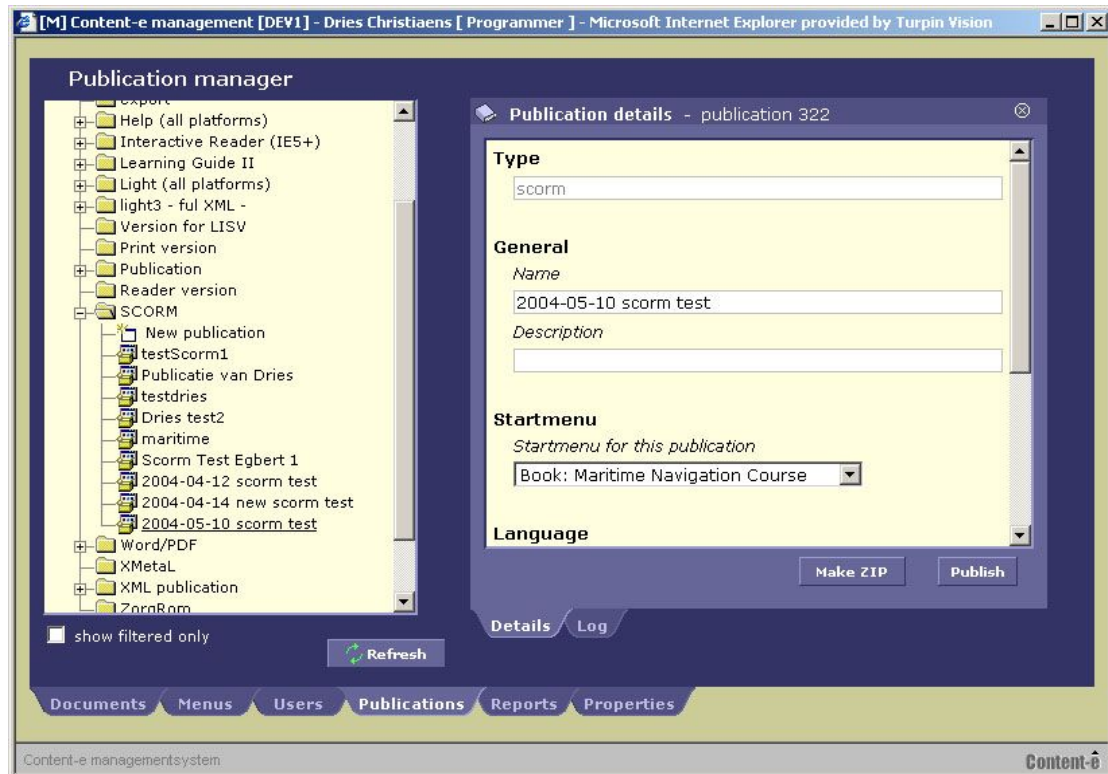 [M] Content-e management [DEV1] - Dries Christiaens [ Programmer ] - Microsoft Internet Explorer provided by Turpin Vision
Publication manager
export
Help (all platforms)
Interactive Reader (IE5+)
Learning Guide II
Light (all platforms)
light3 - ful XML -
Version for LISV
Print version
Publication
Reader version
SCORM
New publication
testScorm1
Publicatie van Dries
testdries
Dries test2
maritime
Scorm Test Egbert 1
2004-04-12 scorm test
2004-04-14 new scorm test
2004-05-10 scorm test
Word/PDF
XMetaL
XML publication
ZorgRom
show filtered only
Refresh
Publication details - publication 322
Type
scorm
General
Name
2004-05-10 scorm test
Description
Startmenu
Startmenu for this publication
Book: Maritime Navigation Course
Language
Make ZIP Publish
Details Log
Documents Menus Users Publications Reports Properties
Content-e managementsystem
Content-ê